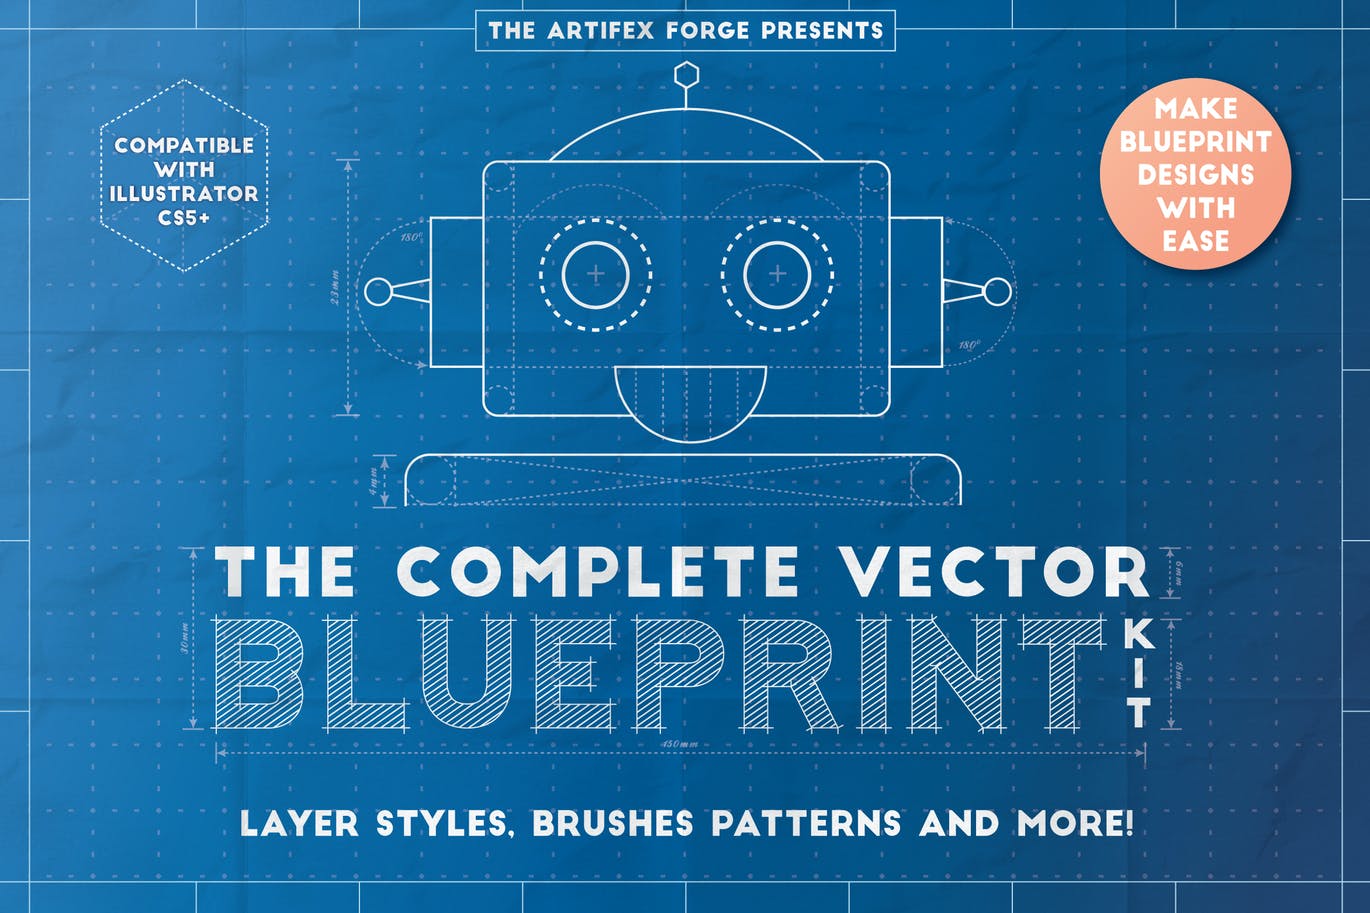 THE ARTIFEX FORGE PRESENTS
COMPATIBLE
WITH
ILLUSTRATOR
CS5+
MAKE
BLUEPRINT
DESIGNS
WITH
EASE
180°
23mm
180°
4mm
THE COMPLETE VECTOR
6mm
30mm
BLUEPRINT
KIT
18mm
150mm
LAYER STYLES, BRUSHES PATTERNS AND MORE!